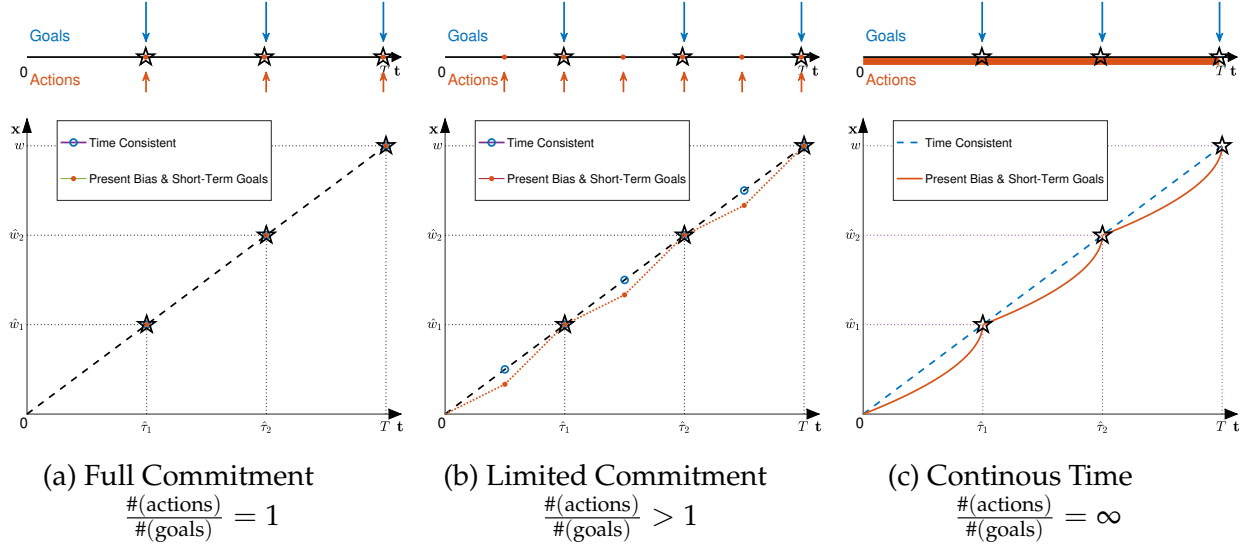 Goals
0
T t
Actions
x
w
Time Consistent
Present Bias & Short-Term Goals
ŵ₂
ŵ₁
0
τ̂₁
τ̂₂
T t
(a) Full Commitment
#(actions)
#(goals)
= 1
Goals
0
T t
Actions
x
w
Time Consistent
Present Bias & Short-Term Goals
ŵ₂
ŵ₁
0
τ̂₁
τ̂₂
T t
(b) Limited Commitment
#(actions)
#(goals)
> 1
Goals
0
T t
Actions
x
w
Time Consistent
Present Bias & Short-Term Goals
ŵ₂
ŵ₁
0
τ̂₁
τ̂₂
T t
(c) Continous Time
#(actions)
#(goals)
= ∞